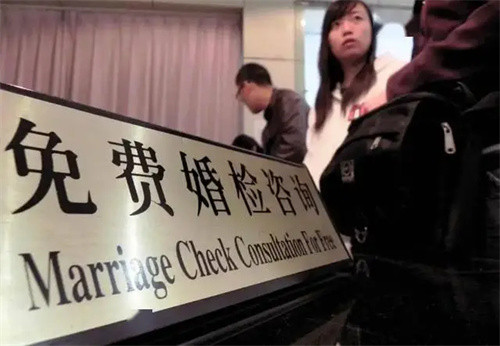 免费婚检咨询
Marriage Check Consultation For Free